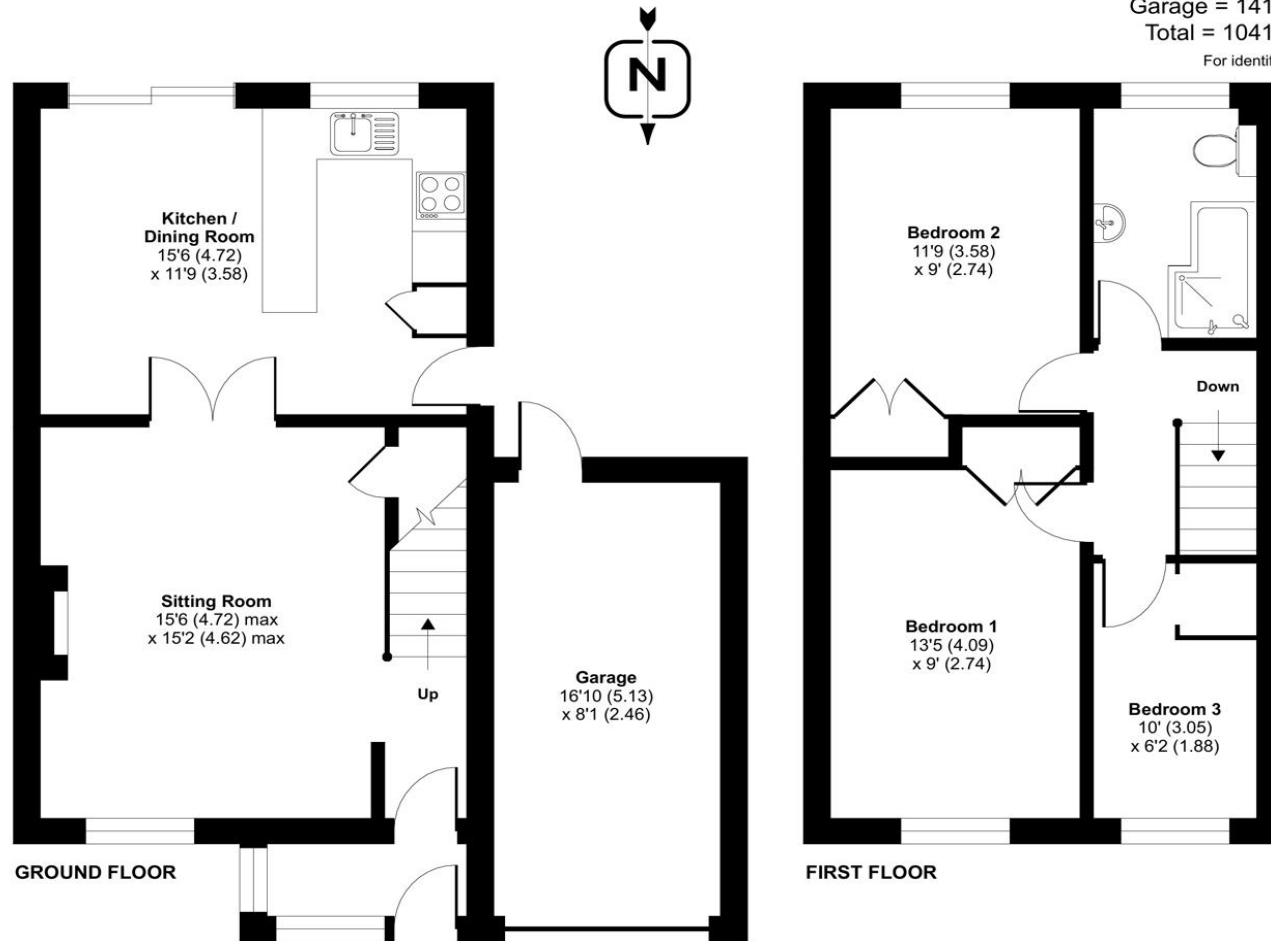 Garage = 141
Total = 1041
For identif
N
Kitchen /
Dining Room
15'6 (4.72)
x 11'9 (3.58)
Bedroom 2
11'9 (3.58)
x 9' (2.74)
Down
Sitting Room
15'6 (4.72) max
x 15'2 (4.62) max
Up
Garage
16'10 (5.13)
x 8'1 (2.46)
Bedroom 1
13'5 (4.09)
x 9' (2.74)
Bedroom 3
10' (3.05)
x 6'2 (1.88)
GROUND FLOOR
FIRST FLOOR